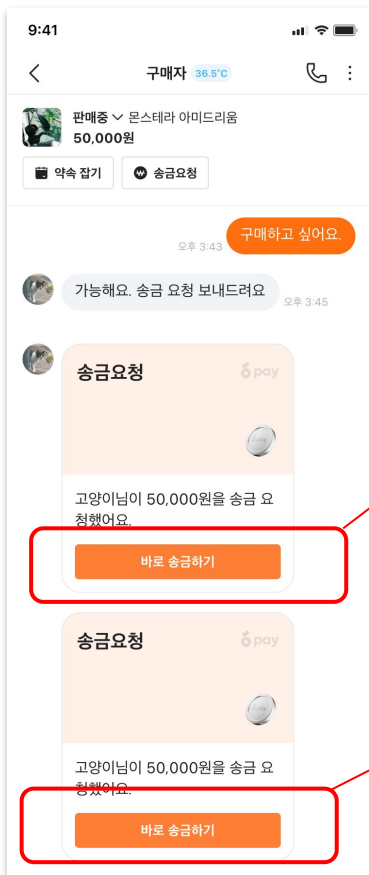 9:41
구매자 36.5°C
판매중 몬스테라 아미드리움
50,000원
약속 잡기 송금요청
구매하고 싶어요.
오후 3:43
가능해요. 송금 요청 보내드려요
오후 3:45
송금요청 pay
고양이님이 50,000원을 송금 요
청했어요.
바로 송금하기
송금요청 pay
고양이님이 50,000원을 송금 요
청했어요.
바로 송금하기